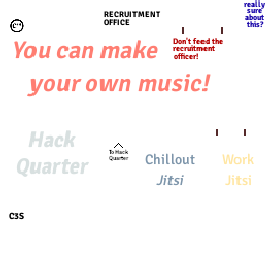 really
sure
about
this?
RECRUITMENT
OFFICE
Don't feed the
recruitment
officer!
You can make
your own music!
Hack
Quarter
To Hack
Quarter
Chillout
Jitsi
Work
Jitsi
C3S